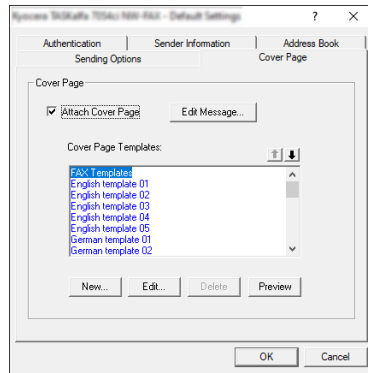 Kyocera TASKalfa 7054ci NW-FAX - Default Settings
Authentication
Sender Information
Address Book
Sending Options
Cover Page
Cover Page
Attach Cover Page
Edit Message...
Cover Page Templates:
FAX Templates
English template 01
English template 02
English template 03
English template 04
English template 05
German template 01
German template 02
New...
Edit...
Delete
Preview
OK
Cancel